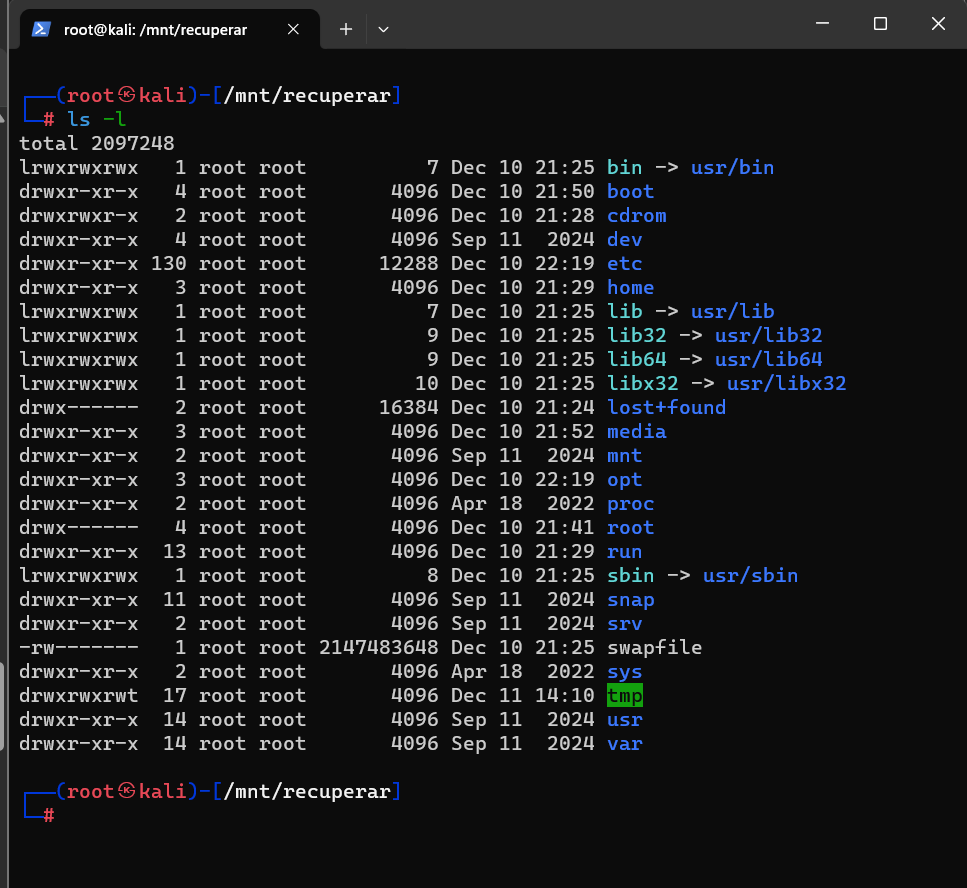 root@kali: /mnt/recuperar
┌──(root㉿kali)-[/mnt/recuperar]
└─# ls -l
total 2097248
lrwxrwxrwx   1 root root          7 Dec 10 21:25 bin -> usr/bin
drwxr-xr-x   4 root root       4096 Dec 10 21:50 boot
drwxrwxr-x   2 root root       4096 Dec 10 21:28 cdrom
drwxr-xr-x   4 root root       4096 Sep 11  2024 dev
drwxr-xr-x 130 root root      12288 Dec 10 22:19 etc
drwxr-xr-x   3 root root       4096 Dec 10 21:29 home
lrwxrwxrwx   1 root root          7 Dec 10 21:25 lib -> usr/lib
lrwxrwxrwx   1 root root          9 Dec 10 21:25 lib32 -> usr/lib32
lrwxrwxrwx   1 root root          9 Dec 10 21:25 lib64 -> usr/lib64
lrwxrwxrwx   1 root root         10 Dec 10 21:25 libx32 -> usr/libx32
drwx------   2 root root      16384 Dec 10 21:24 lost+found
drwxr-xr-x   3 root root       4096 Dec 10 21:52 media
drwxr-xr-x   2 root root       4096 Sep 11  2024 mnt
drwxr-xr-x   3 root root       4096 Dec 10 22:19 opt
drwxr-xr-x   2 root root       4096 Apr 18  2022 proc
drwx------   4 root root       4096 Dec 10 21:41 root
drwxr-xr-x  13 root root       4096 Dec 10 21:29 run
lrwxrwxrwx   1 root root          8 Dec 10 21:25 sbin -> usr/sbin
drwxr-xr-x  11 root root       4096 Sep 11  2024 snap
drwxr-xr-x   2 root root       4096 Sep 11  2024 srv
-rw-------   1 root root 2147483648 Dec 10 21:25 swapfile
drwxr-xr-x   2 root root       4096 Apr 18  2022 sys
drwxrwxrwt  17 root root       4096 Dec 11 14:10 tmp
drwxr-xr-x  14 root root       4096 Sep 11  2024 usr
drwxr-xr-x  14 root root       4096 Sep 11  2024 var
┌──(root㉿kali)-[/mnt/recuperar]
└─#